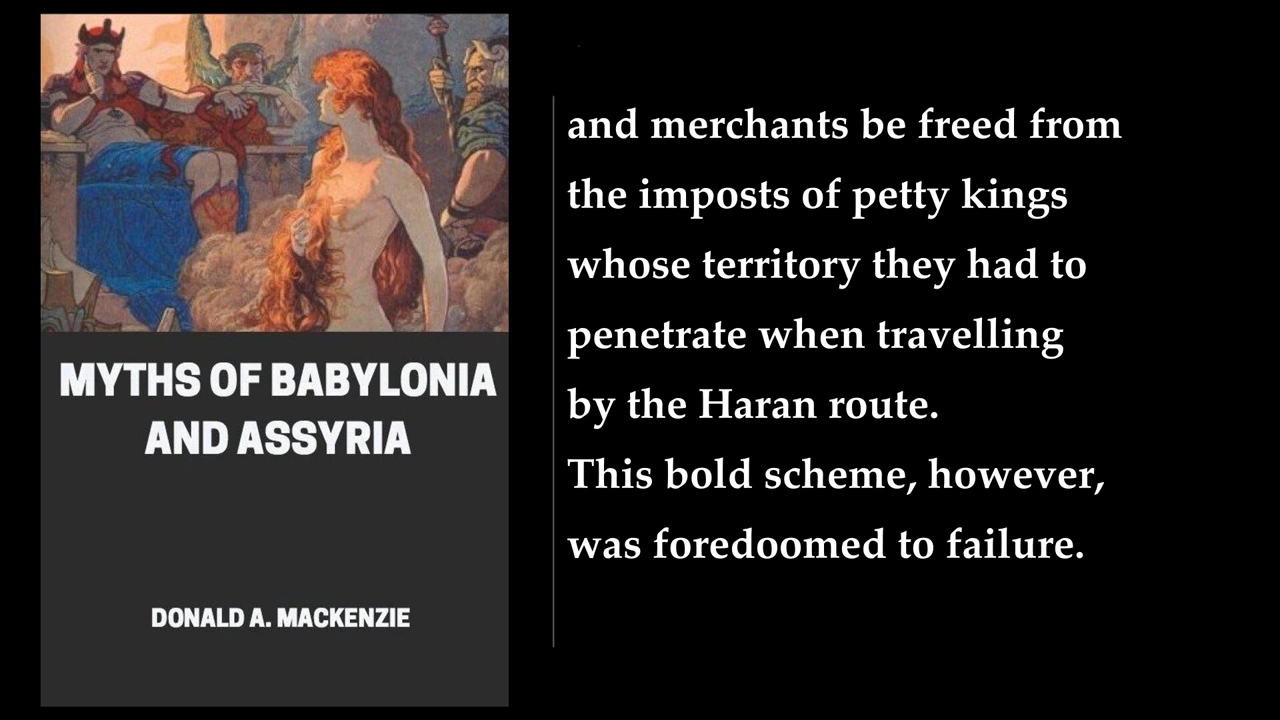 MYTHS OF BABYLONIA
AND ASSYRIA
DONALD A. MACKENZIE
and merchants be freed from
the imposts of petty kings
whose territory they had to
penetrate when travelling
by the Haran route.
This bold scheme, however,
was foredoomed to failure.